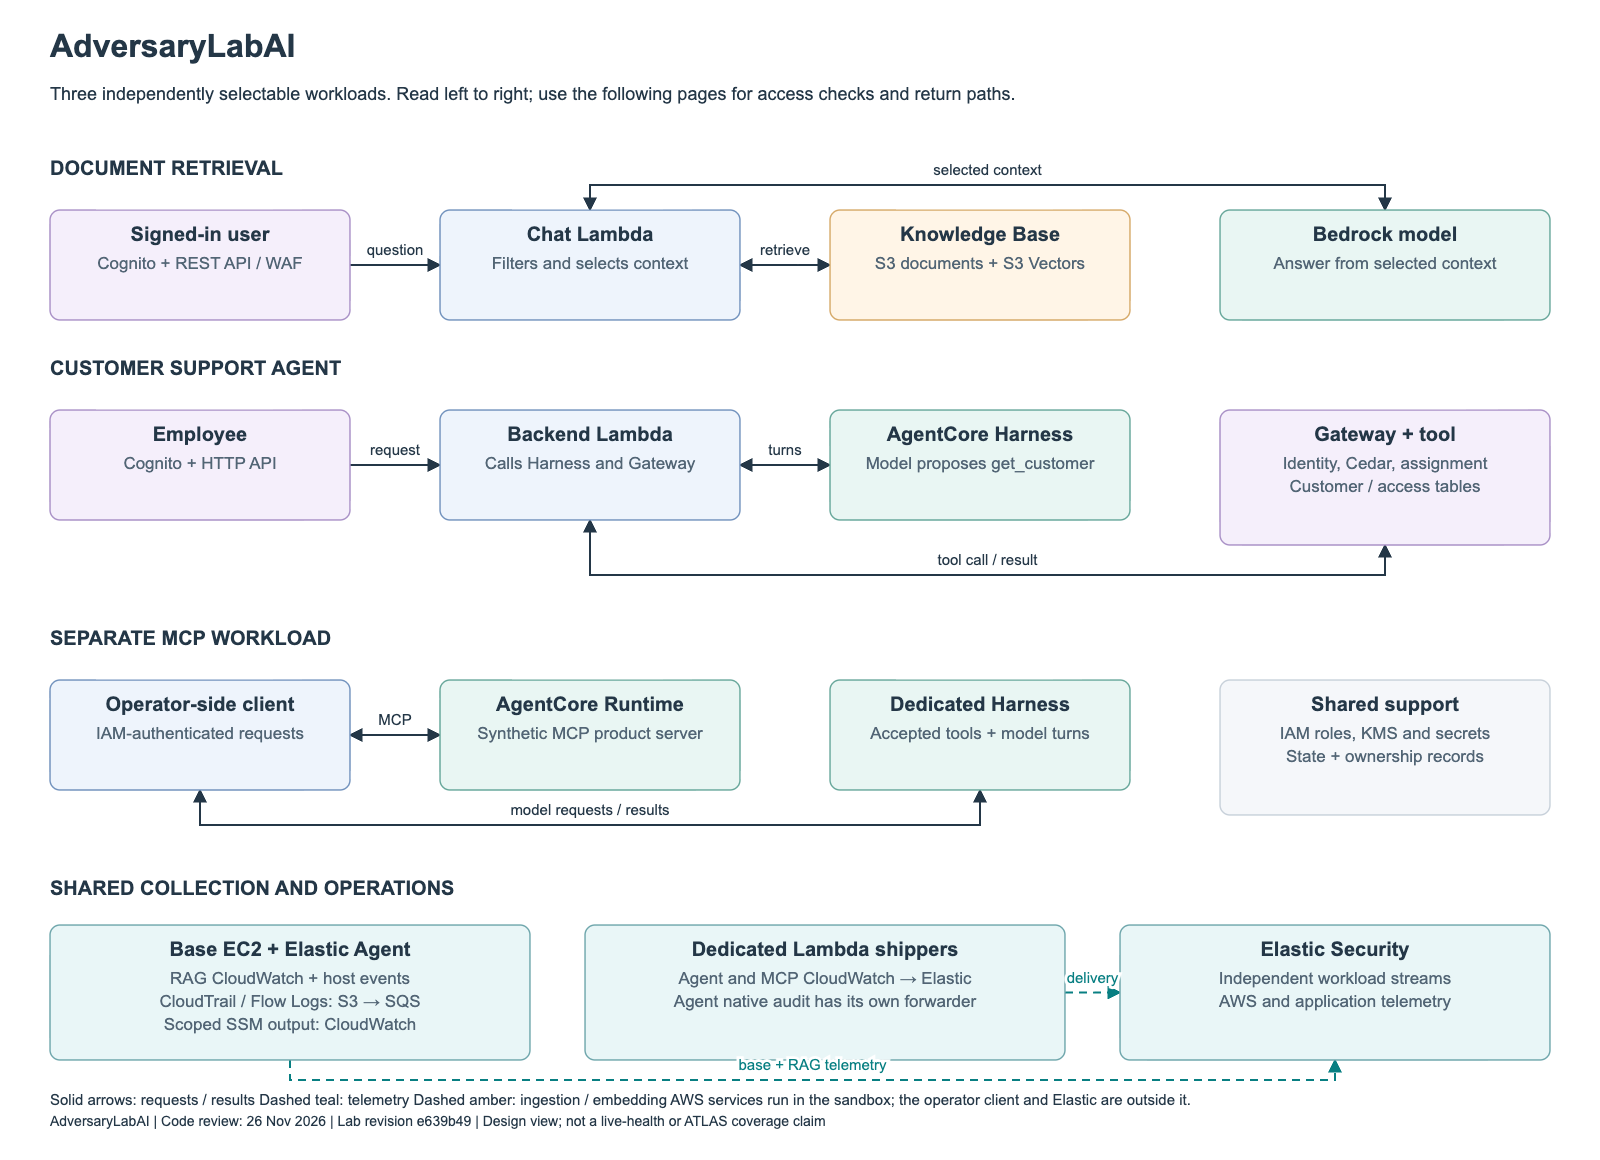 AdversaryLabAI
Three independently selectable workloads. Read left to right; use the following pages for access checks and return paths.
DOCUMENT RETRIEVAL
selected context
Signed-in user
Cognito + REST API / WAF
question
Chat Lambda
Filters and selects context
retrieve
Knowledge Base
S3 documents + S3 Vectors
Bedrock model
Answer from selected context
CUSTOMER SUPPORT AGENT
Employee
Cognito + HTTP API
request
Backend Lambda
Calls Harness and Gateway
turns
AgentCore Harness
Model proposes get_customer
Gateway + tool
Identity, Cedar, assignment
Customer / access tables
tool call / result
SEPARATE MCP WORKLOAD
Operator-side client
IAM-authenticated requests
MCP
AgentCore Runtime
Synthetic MCP product server
Dedicated Harness
Accepted tools + model turns
Shared support
IAM roles, KMS and secrets
State + ownership records
model requests / results
SHARED COLLECTION AND OPERATIONS
Base EC2 + Elastic Agent
RAG CloudWatch + host events
CloudTrail / Flow Logs: S3 → SQS
Scoped SSM output: CloudWatch
Dedicated Lambda shippers
Agent and MCP CloudWatch → Elastic
Agent native audit has its own forwarder
delivery
Elastic Security
Independent workload streams
AWS and application telemetry
base + RAG telemetry
Solid arrows: requests / results Dashed teal: telemetry Dashed amber: ingestion / embedding AWS services run in the sandbox; the operator client and Elastic are outside it.
AdversaryLabAI | Code review: 26 Nov 2026 | Lab revision e639b49 | Design view; not a live-health or ATLAS coverage claim